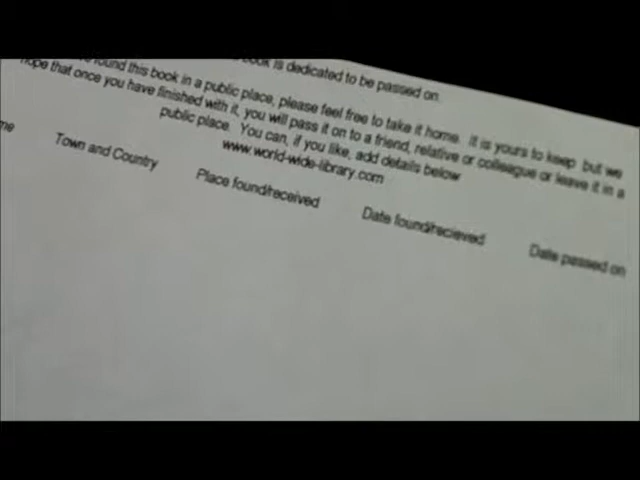 book is dedicated to be passed on
found this book in a public place, please feel free to take it home. It is yours to keep but we
hope that once you have finished with it, you will pass it on to a friend, relative or colleague or leave it in a
public place. You can, if you like, add details below
www.world-wide-library.com
Town and Country Place found/received Date found/recieved Date passed on